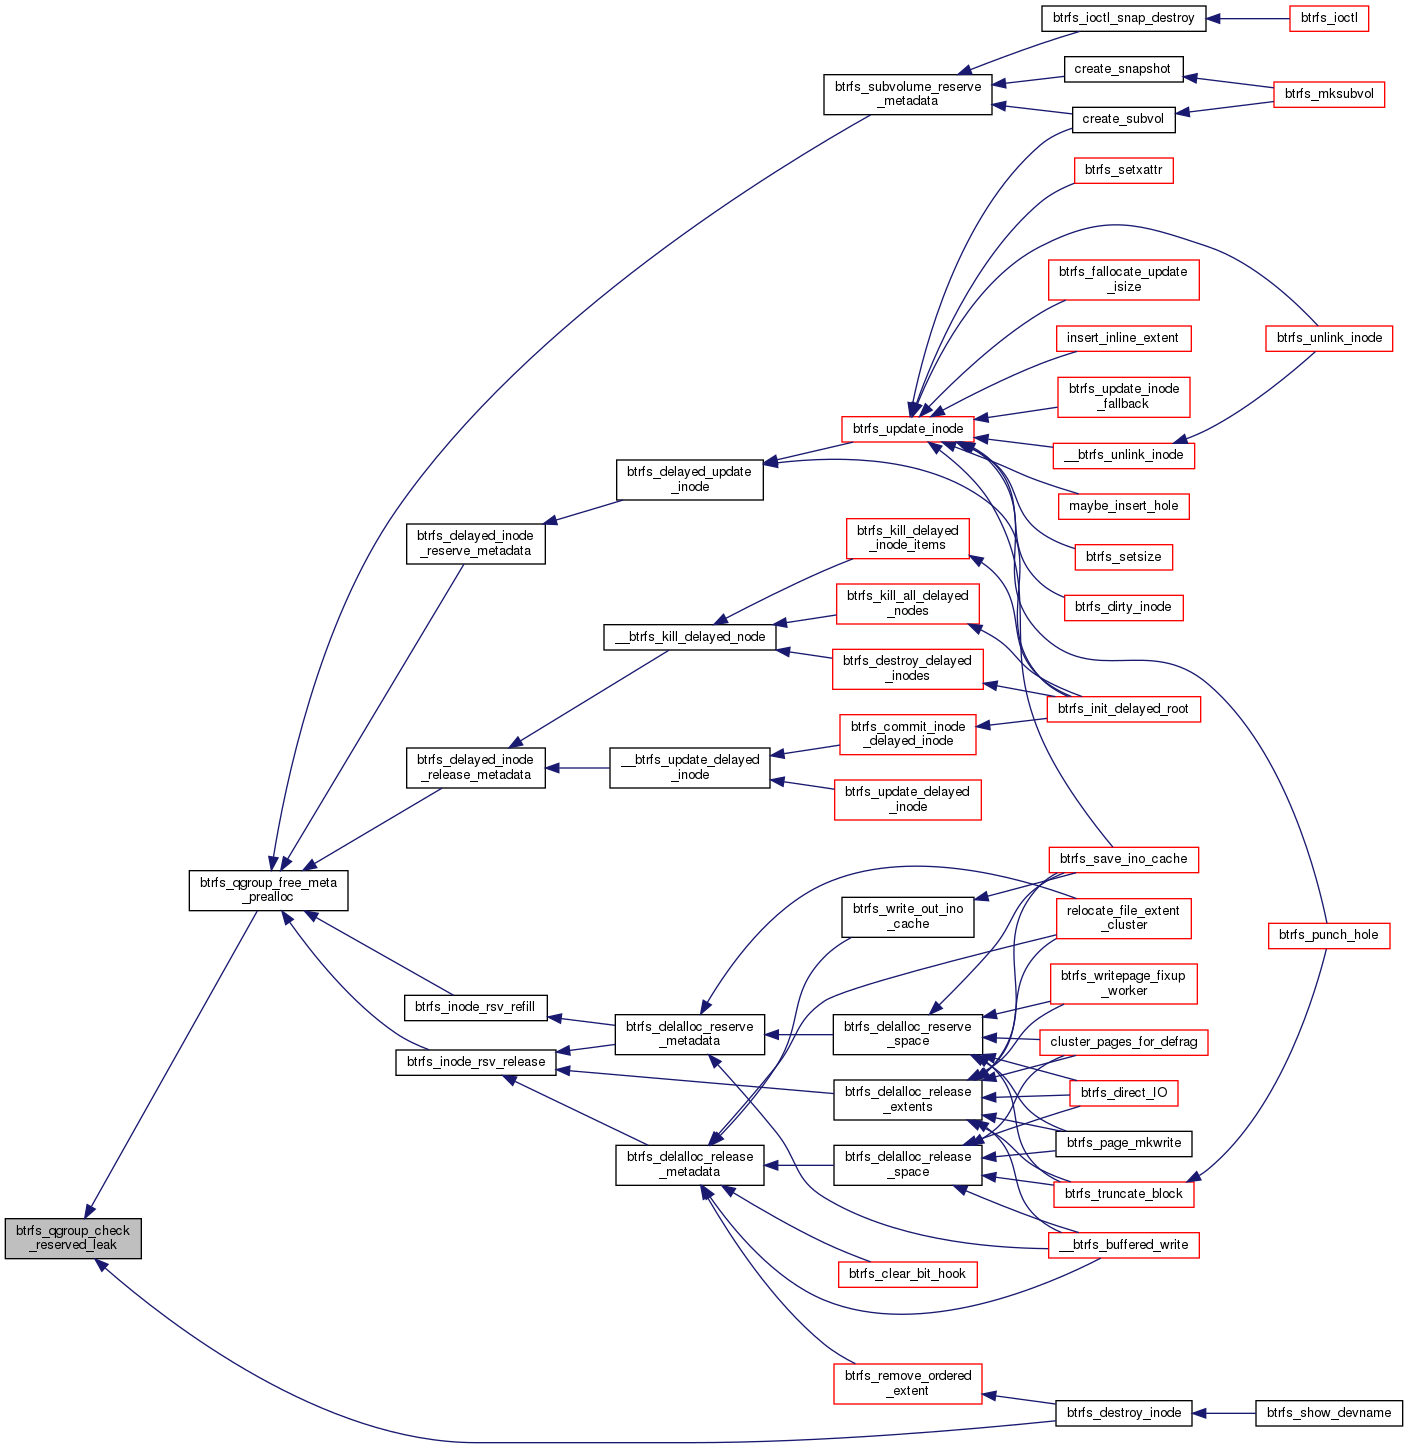 btrfs_ioctl_snap_destroy
btrfs_ioctl
btrfs_subvolume_reserve
_metadata
create_snapshot
btrfs_mksubvol
create_subvol
btrfs_setxattr
btrfs_fallocate_update
_isize
insert_inline_extent
btrfs_unlink_inode
btrfs_update_inode
_fallback
btrfs_update_inode
__btrfs_unlink_inode
btrfs_delayed_update
_inode
maybe_insert_hole
btrfs_delayed_inode
_reserve_metadata
btrfs_kill_delayed
_inode_items
btrfs_setsize
btrfs_kill_all_delayed
_nodes
btrfs_dirty_inode
__btrfs_kill_delayed_node
btrfs_destroy_delayed
_inodes
btrfs_init_delayed_root
btrfs_commit_inode
_delayed_inode
btrfs_delayed_inode
_release_metadata
__btrfs_update_delayed
_inode
btrfs_update_delayed
_inode
btrfs_save_ino_cache
btrfs_qgroup_free_meta
_prealloc
btrfs_write_out_ino
_cache
relocate_file_extent
_cluster
btrfs_punch_hole
btrfs_writepage_fixup
_worker
btrfs_inode_rsv_refill
btrfs_delalloc_reserve
_metadata
btrfs_delalloc_reserve
_space
cluster_pages_for_defrag
btrfs_inode_rsv_release
btrfs_delalloc_release
_extents
btrfs_direct_IO
btrfs_page_mkwrite
btrfs_delalloc_release
_metadata
btrfs_delalloc_release
_space
btrfs_truncate_block
btrfs_qgroup_check
_reserved_leak
__btrfs_buffered_write
btrfs_clear_bit_hook
btrfs_remove_ordered
_extent
btrfs_destroy_inode
btrfs_show_devname